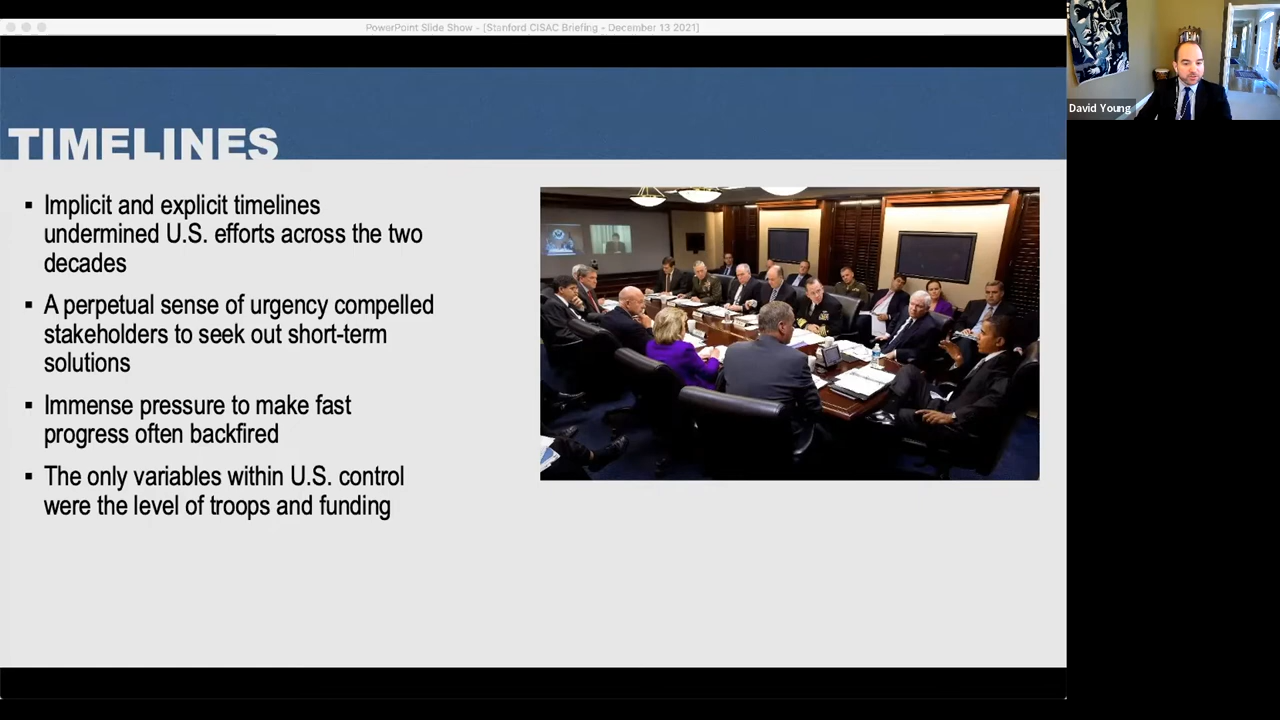 PowerPoint Slide Show - [Stanford CISAC Briefing - December 13 2021]
David Young
TIMELINES
▪ Implicit and explicit timelines
undermined U.S. efforts across the two
decades
▪ A perpetual sense of urgency compelled
stakeholders to seek out short-term
solutions
▪ Immense pressure to make fast
progress often backfired
▪ The only variables within U.S. control
were the level of troops and funding